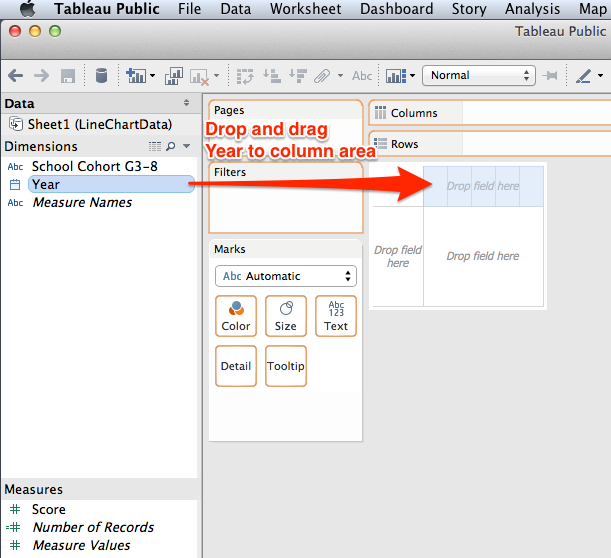 Tableau Public File Data Worksheet Dashboard Story Analysis Map
Tableau Public
Abc
Normal
Data
Sheet1 (LineChartData)
Dimensions
Abc School Cohort G3-8
Year
Abc Measure Names
Measures
Score
Number of Records
Measure Values
Pages
Drop and drag
Year to column area
Filters
Marks
Abc Automatic
Color
Size
Abc
123
Text
Detail
Tooltip
Columns
Rows
Drop field here
Drop field
here
Drop field here